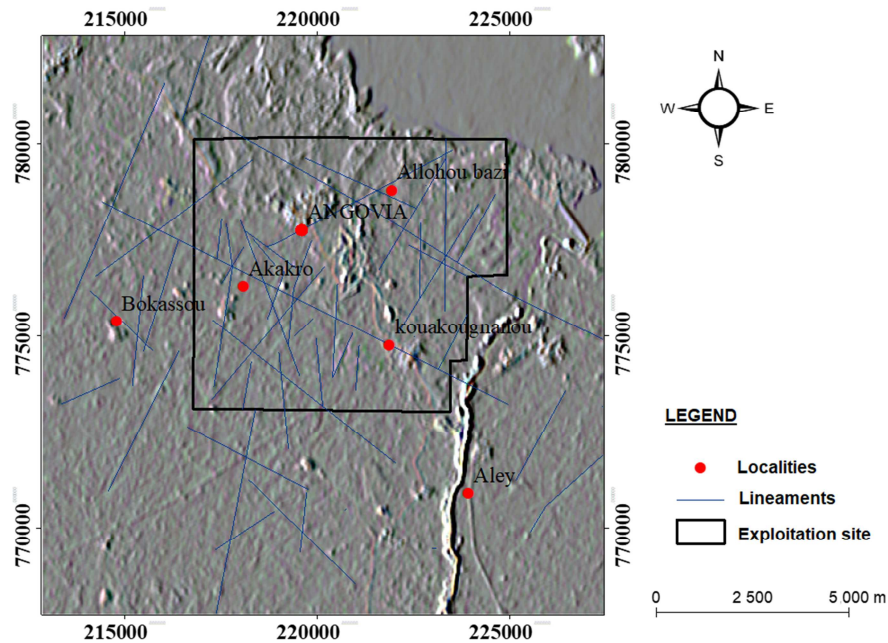 215000 220000 225000
780000 780000
775000 775000
770000 770000
215000 220000 225000
Allohou bazi
ANGOVIA
Akakro
Bokassou
kouakougnanou
Aley
N
W E
S
LEGEND
Localities
Lineaments
Exploitation site
0 2 500 5 000 m